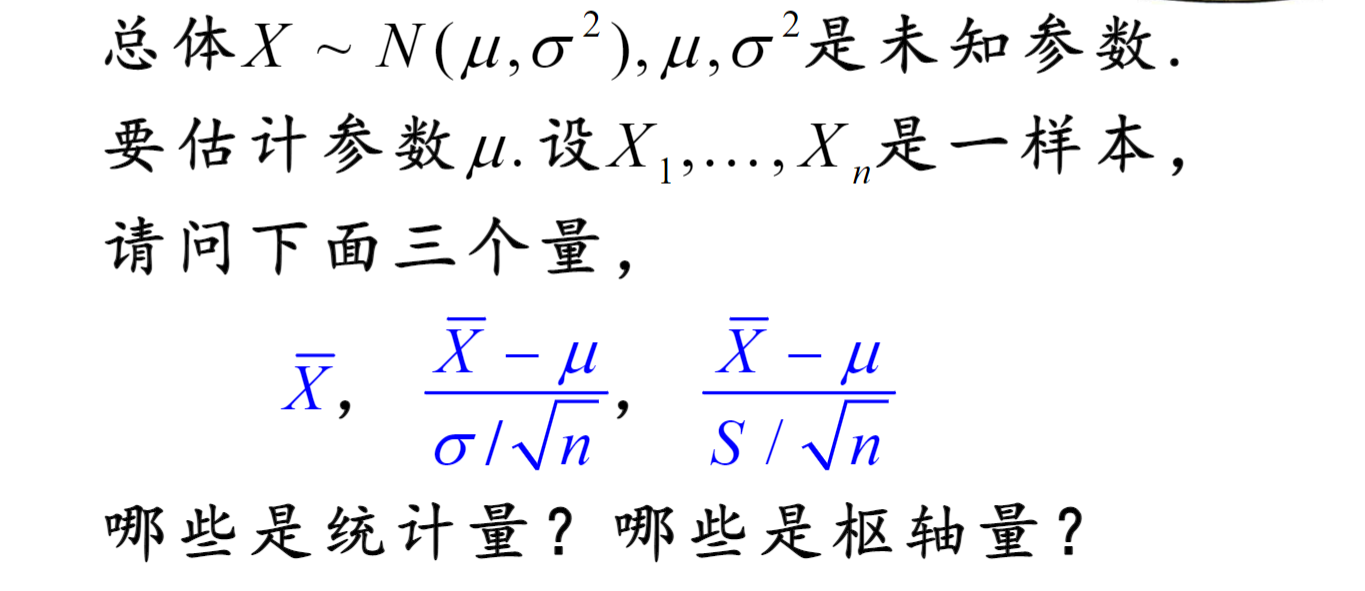 总体X ~ N(μ,σ²),μ,σ²是未知参数.
要估计参数μ.设X₁,…,Xₙ是一样本，
请问下面三个量，
X̄， (X̄ − μ)/(σ/√n)， (X̄ − μ)/(S/√n)
哪些是统计量？哪些是枢轴量？